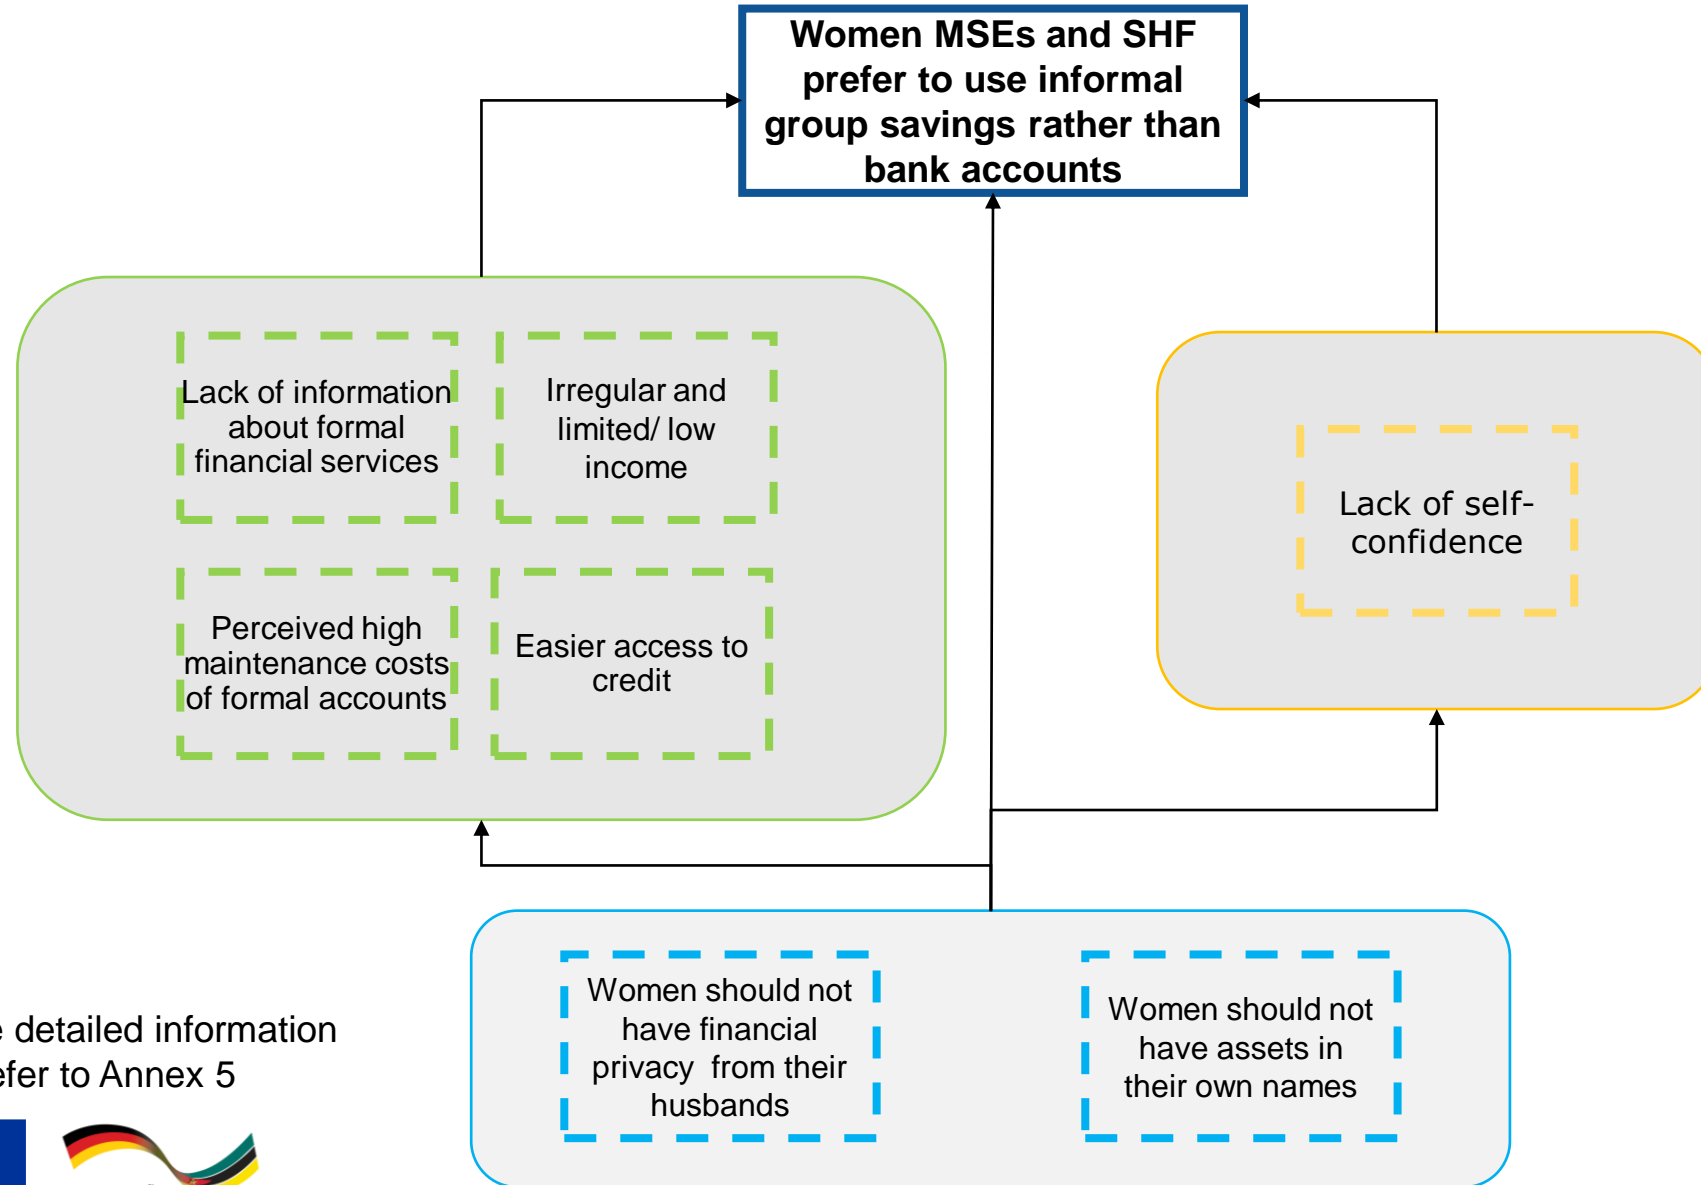 Women MSEs and SHF
prefer to use informal
group savings rather than
bank accounts
Lack of information
about formal
financial services
Irregular and
limited/ low
income
Perceived high
maintenance costs
of formal accounts
Easier access to
credit
Lack of self-
confidence
Women should not
have financial
privacy from their
husbands
Women should not
have assets in
their own names
detailed information
to Annex 5